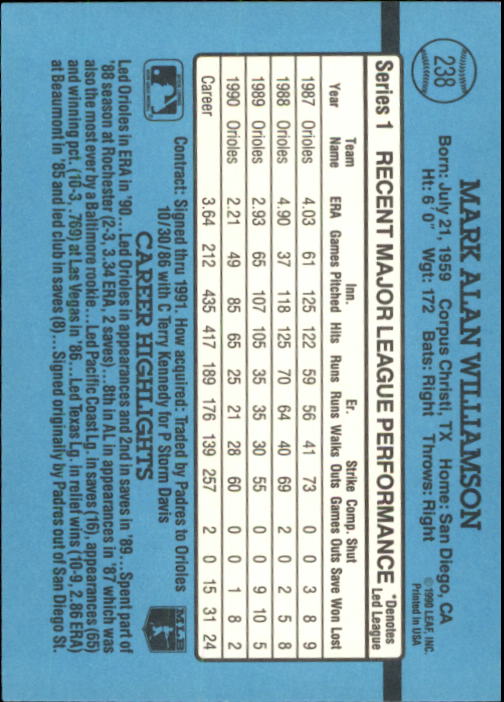 238
MARK ALAN WILLIAMSON
Born: July 21, 1959 Corpus Christi, TX Home: San Diego, CA
Ht: 6' 0" Wgt: 172 Bats: Right Throws: Right
©1990 LEAF, INC.
Printed in USA
Series 1 RECENT MAJOR LEAGUE PERFORMANCE *Denotes Led League
Year Team Name ERA Games Inn. Pitched Hits Runs Er. Runs Walks Strike Outs Comp. Games Shut Outs Save Won Lost
1987 Orioles 4.03 61 125 122 59 56 41 73 0 0 3 8 9
1988 Orioles 4.90 37 118 125 70 64 40 69 2 0 2 5 8
1989 Orioles 2.93 65 107 105 35 35 30 55 0 0 9 10 5
1990 Orioles 2.21 49 85 65 25 21 28 60 0 0 1 8 2
Career 3.64 212 435 417 189 176 139 257 2 0 15 31 24
Contract: Signed thru 1991. How acquired: Traded by Padres to Orioles
10/30/86 with C Terry Kennedy for P Storm Davis
CAREER HIGHLIGHTS
MLB
Led Orioles in ERA in '90...Led Orioles in appearances and 2nd in saves in '89...Spent part of
'88 season at Rochester (2-3, 3.34 ERA, 2 saves)...8th in AL in appearances in '87 which was
also the most ever by a Baltimore rookie...Led Pacific Coast Lg. in saves (16), appearances (65)
and winning pct. (10-3, .769) at Las Vegas in '86...Led Texas Lg. in relief wins (10-9, 2.86 ERA)
at Beaumont in '85 and led club in saves (8)...Signed originally by Padres out of San Diego St.